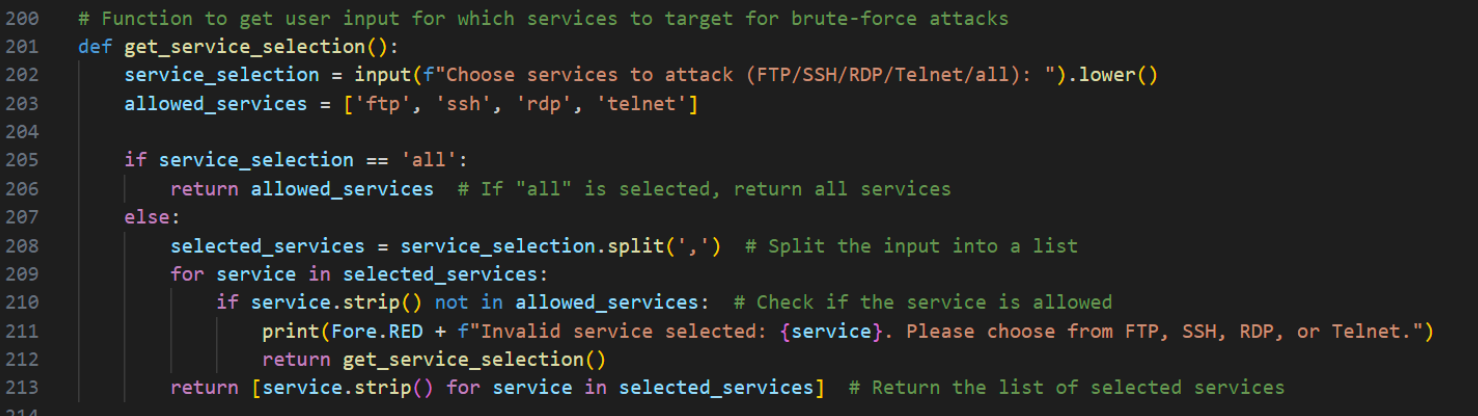 200 # Function to get user input for which services to target for brute-force attacks
201 def get_service_selection():
202     service_selection = input(f"Choose services to attack (FTP/SSH/RDP/Telnet/all): ").lower()
203     allowed_services = ['ftp', 'ssh', 'rdp', 'telnet']
204
205     if service_selection == 'all':
206         return allowed_services  # If "all" is selected, return all services
207     else:
208         selected_services = service_selection.split(',')  # Split the input into a list
209         for service in selected_services:
210             if service.strip() not in allowed_services:  # Check if the service is allowed
211                 print(Fore.RED + f"Invalid service selected: {service}. Please choose from FTP, SSH, RDP, or Telnet.")
212                 return get_service_selection()
213         return [service.strip() for service in selected_services]  # Return the list of selected services